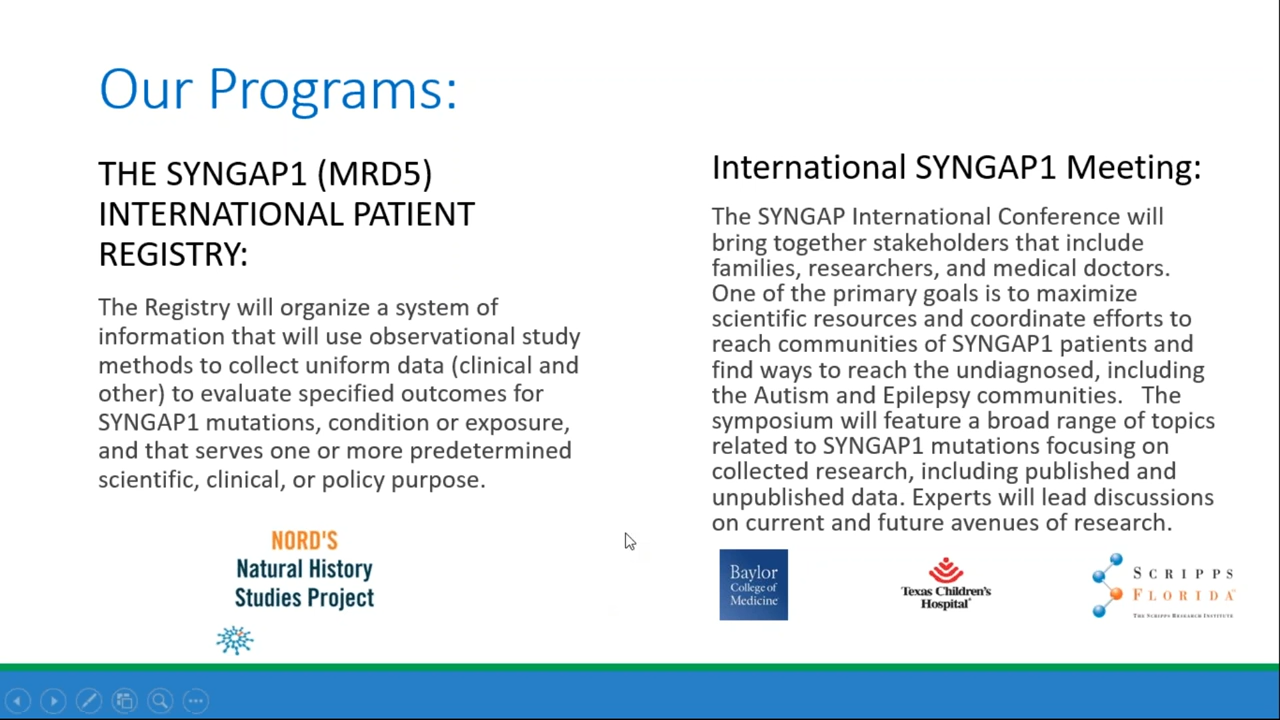 Our Programs:
THE SYNGAP1 (MRD5)
INTERNATIONAL PATIENT
REGISTRY:
The Registry will organize a system of
information that will use observational study
methods to collect uniform data (clinical and
other) to evaluate specified outcomes for
SYNGAP1 mutations, condition or exposure,
and that serves one or more predetermined
scientific, clinical, or policy purpose.
NORD'S
Natural History
Studies Project
International SYNGAP1 Meeting:
The SYNGAP International Conference will
bring together stakeholders that include
families, researchers, and medical doctors.
One of the primary goals is to maximize
scientific resources and coordinate efforts to
reach communities of SYNGAP1 patients and
find ways to reach the undiagnosed, including
the Autism and Epilepsy communities.   The
symposium will feature a broad range of topics
related to SYNGAP1 mutations focusing on
collected research, including published and
unpublished data. Experts will lead discussions
on current and future avenues of research.
Baylor
College of
Medicine
Texas Children's
Hospital
SCRIPPS
FLORIDA
THE SCRIPPS RESEARCH INSTITUTE